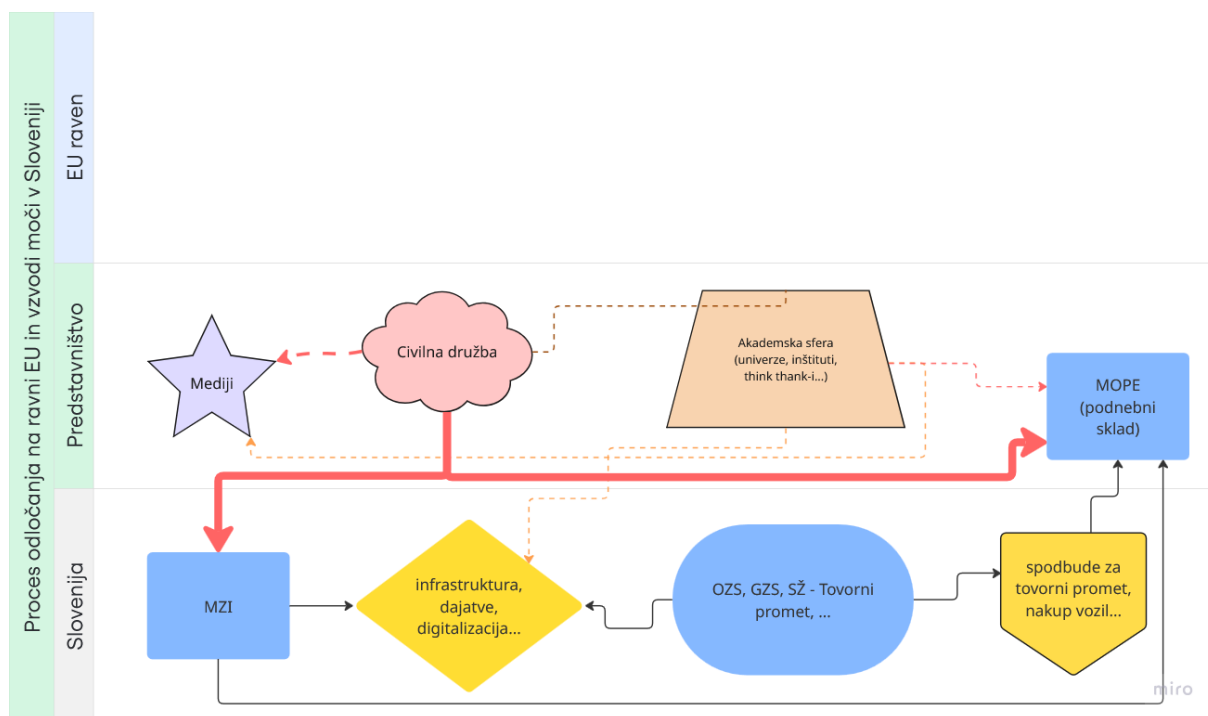 Proces odločanja na ravni EU in vzvodi moči v Sloveniji
EU raven
Predstavništvo
Mediji
Civilna družba
Akademska sfera
(univerze, inštituti,
think thank-i...)
MOPE
(podnebni
sklad)
Slovenija
MZI
infrastruktura,
dajatve,
digitalizacija...
OZS, GZS, SŽ - Tovorni
promet, ...
spodbude za
tovorni promet,
nakup vozil...
miro